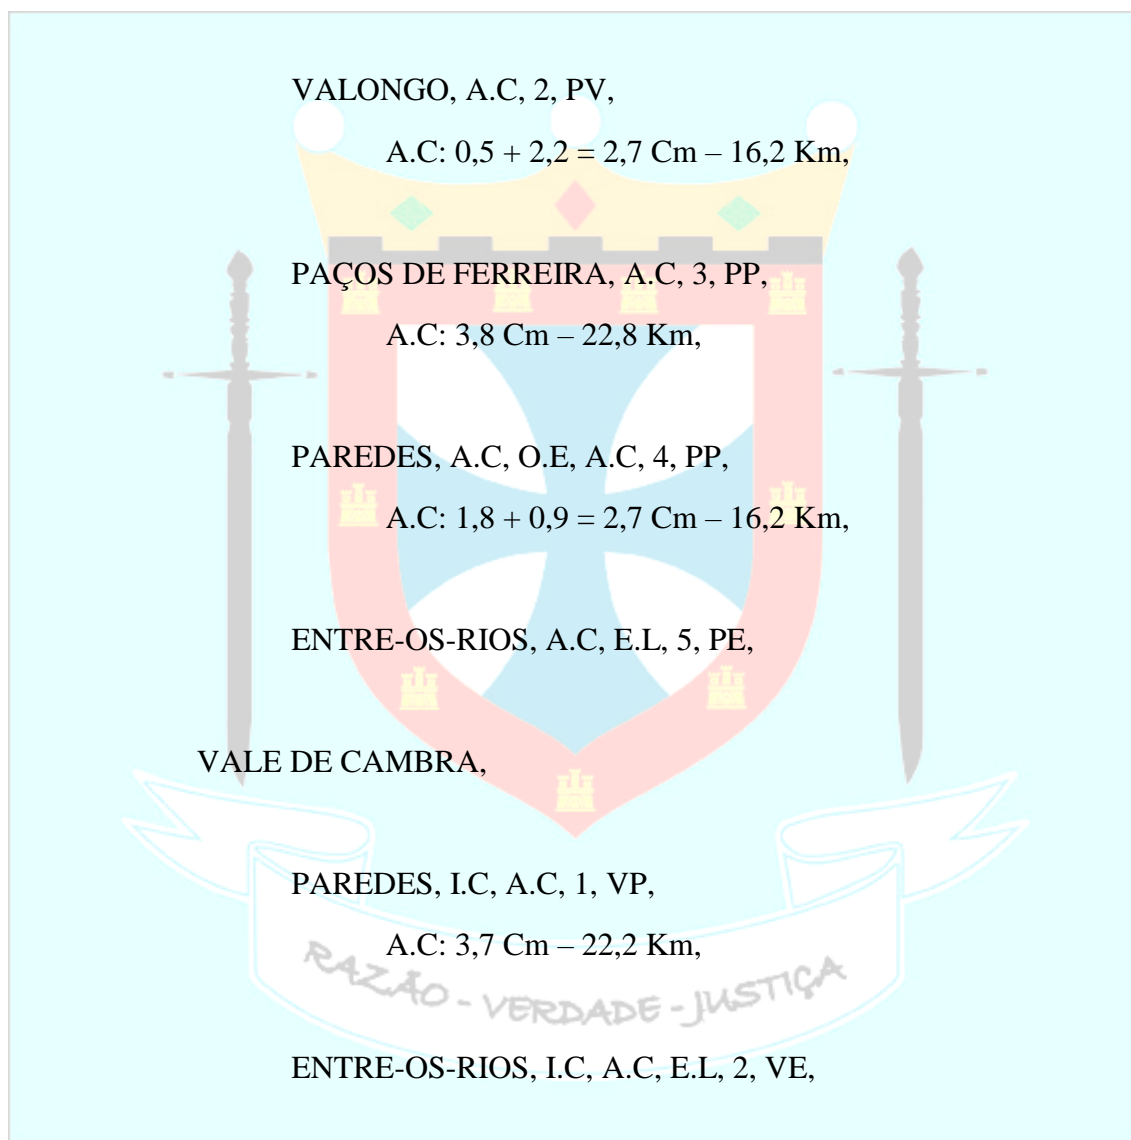 VALONGO, A.C, 2, PV,
A.C: 0,5 + 2,2 = 2,7 Cm – 16,2 Km,
PAÇOS DE FERREIRA, A.C, 3, PP,
A.C: 3,8 Cm – 22,8 Km,
PAREDES, A.C, O.E, A.C, 4, PP,
A.C: 1,8 + 0,9 = 2,7 Cm – 16,2 Km,
ENTRE-OS-RIOS, A.C, E.L, 5, PE,
VALE DE CAMBRA,
PAREDES, I.C, A.C, 1, VP,
A.C: 3,7 Cm – 22,2 Km,
RAZÃO - VERDADE - JUSTIÇA
ENTRE-OS-RIOS, I.C, A.C, E.L, 2, VE,